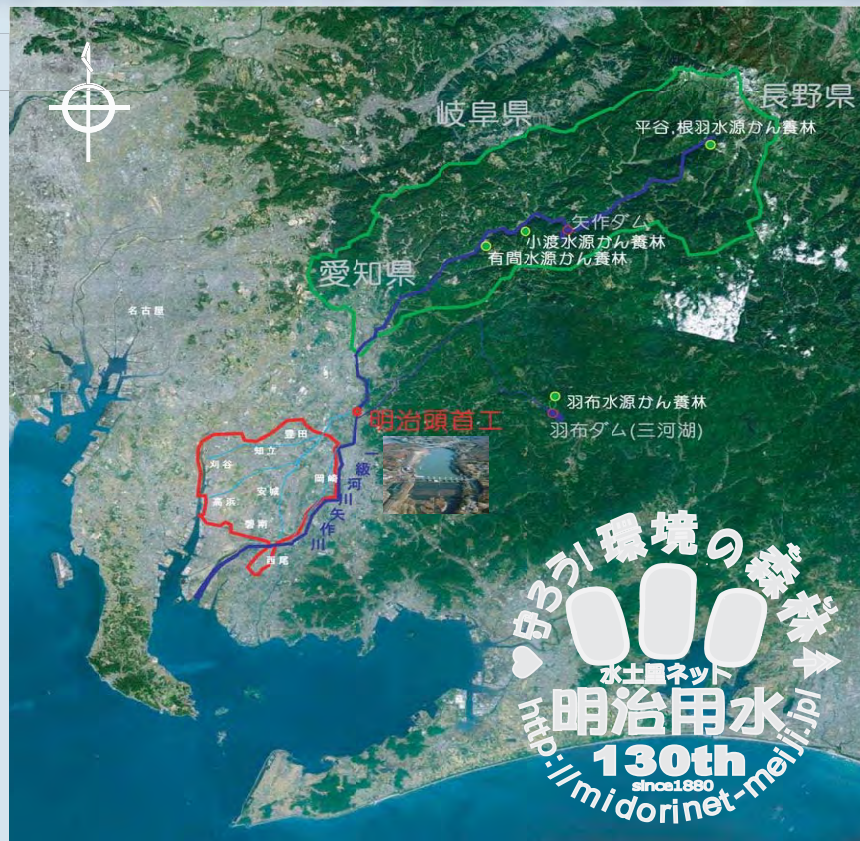 岐阜県
長野県
平谷,根羽水源かん養林
矢作ダム
小渡水源かん養林
有間水源かん養林
愛知県
名古屋
羽布水源かん養林
羽布ダム(三河湖)
明治頭首工
豊田
知立
刈谷
岡崎
安城
高浜
碧南
西尾
一級河川矢作川
守ろう!環境の森林
もり
水土里ネット
明治用水
130th
since1880
http://midorinet-meiji.jp/